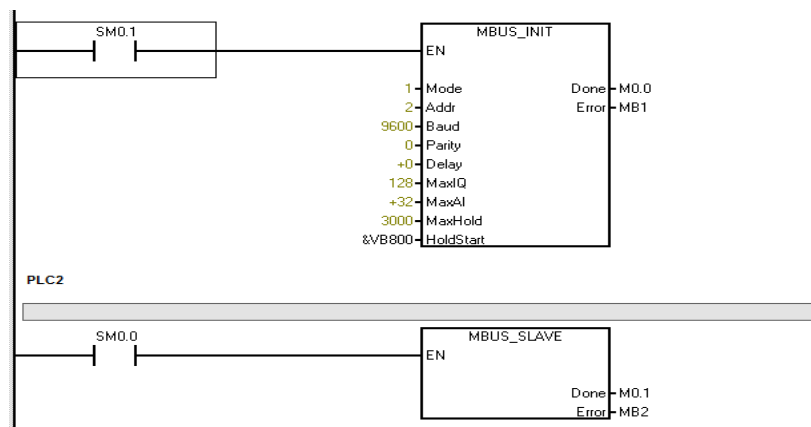 SM0.1
MBUS_INIT
EN
1 Mode Done M0.0
2 Addr Error MB1
9600 Baud
0 Parity
+0 Delay
128 MaxIQ
+32 MaxAI
3000 MaxHold
&VB800 HoldStart
PLC2
SM0.0
MBUS_SLAVE
EN
Done M0.1
Error MB2